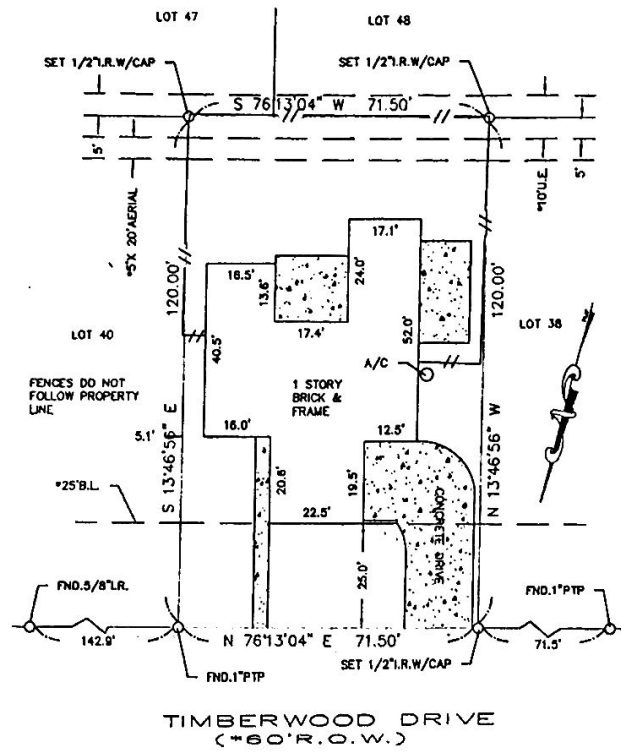 LOT 47
LOT 48
SET 1/2"I.R.W/CAP
SET 1/2"I.R.W/CAP
S 76°13'04" W 71.50'
5'
*5'X 20'AERIAL
*10'U.E
5'
17.1'
16.5'
13.6'
24.0'
17.4'
120.00'
120.00'
LOT 40
LOT 38
40.5'
52.0'
A/C
FENCES DO NOT
FOLLOW PROPERTY
LINE
1 STORY
BRICK &
FRAME
5.1'
16.0'
12.5'
S 13°46'56" E
N 13°46'56" W
20.6'
19.5'
CONCRETE DRIVE
*25'B.L.
22.5'
25.0'
FND.5/8"I.R.
FND.1"PTP
142.9'
N 76°13'04" E 71.50'
71.5'
FND.1"PTP
SET 1/2"I.R.W/CAP
TIMBERWOOD DRIVE
(*60'R.O.W.)